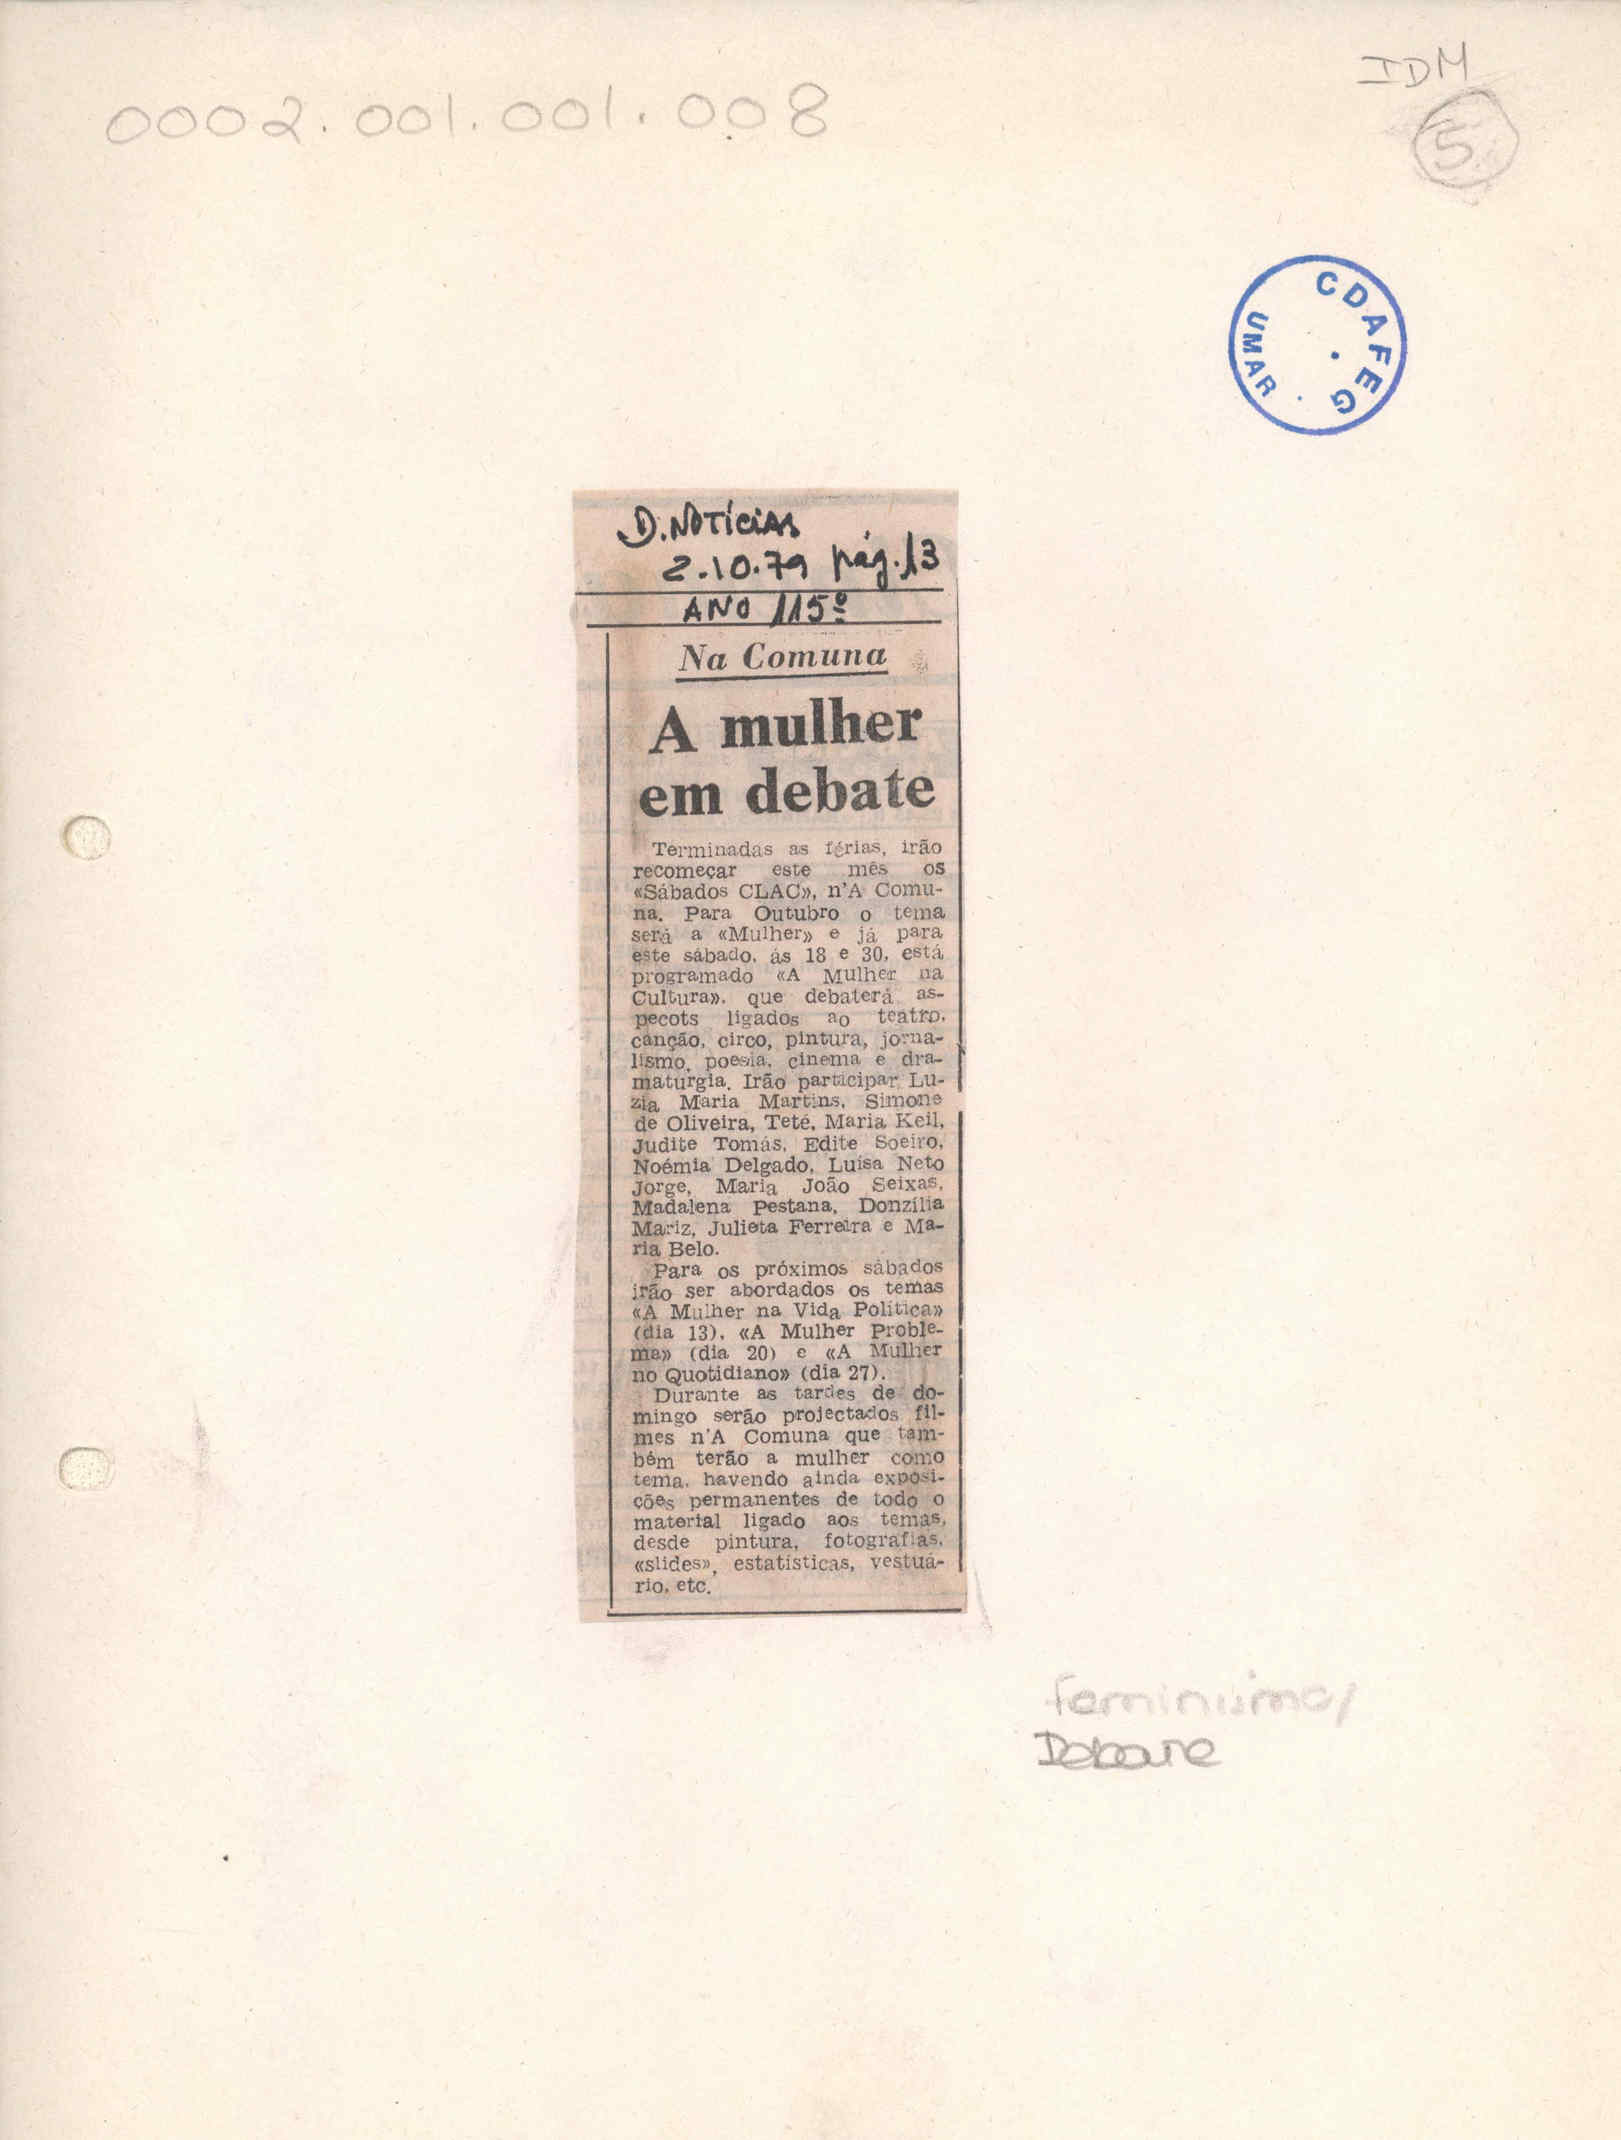 IDM
0002.001.001.008
5
CDAFEG
UMAR
D. NOTÍCIAS
2.10.79 pág. 13
ANO 115º
Na Comuna
A mulher
em debate
Terminadas as férias, irão
recomeçar este mês os
«Sábados CLAC», n'A Comu-
na. Para Outubro o tema
será a «Mulher» e já para
este sábado, às 18 e 30, está
programado «A Mulher na
Cultura», que debaterá as-
pecots ligados ao teatro,
canção, circo, pintura, jorna-
lismo, poesia, cinema e dra-
maturgia. Irão participar Lu-
zia Maria Martins, Simone
de Oliveira, Teté, Maria Keil,
Judite Tomás, Edite Soeiro,
Noémia Delgado, Luísa Neto
Jorge, Maria João Seixas,
Madalena Pestana, Donzília
Mariz, Julieta Ferreira e Ma-
ria Belo.
Para os próximos sábados
irão ser abordados os temas
«A Mulher na Vida Política»
(dia 13), «A Mulher Proble-
ma» (dia 20) e «A Mulher
no Quotidiano» (dia 27).
Durante as tardes de do-
mingo serão projectados fil-
mes n'A Comuna que tam-
bém terão a mulher como
tema, havendo ainda exposi-
ções permanentes de todo o
material ligado aos temas,
desde pintura, fotografias,
«slides», estatísticas, vestuá-
rio, etc.
feminismo/
Debate